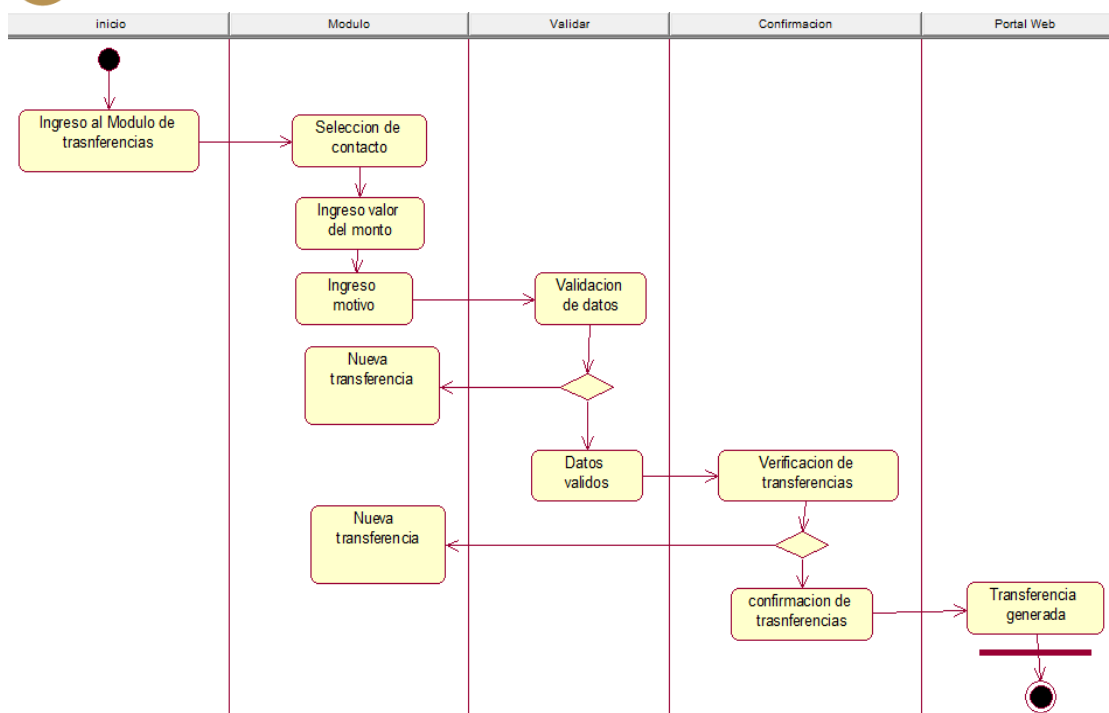 inicio
Modulo
Validar
Confirmacion
Portal Web
Ingreso al Modulo de
trasnferencias
Seleccion de
contacto
Ingreso valor
del monto
Ingreso
motivo
Validacion
de datos
Nueva
transferencia
Datos
validos
Verificacion de
transferencias
Nueva
transferencia
confirmacion de
trasnferencias
Transferencia
generada